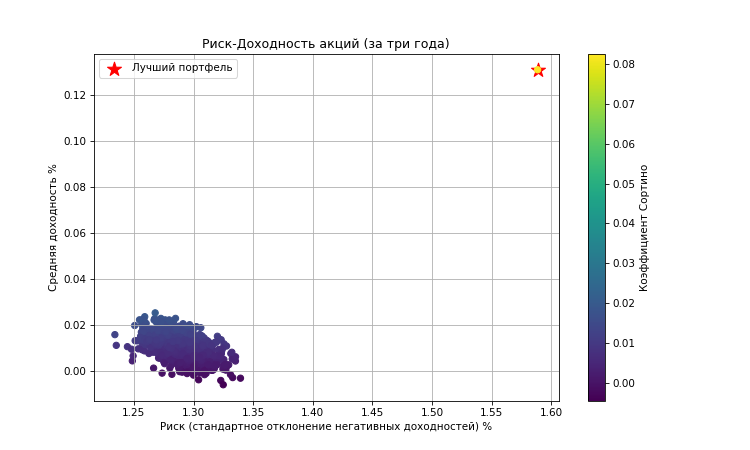 Риск-Доходность акций (за три года)
Лучший портфель
0.12
0.10
0.08
0.06
0.04
0.02
0.00
Средняя доходность %
1.25 1.30 1.35 1.40 1.45 1.50 1.55 1.60
Риск (стандартное отклонение негативных доходностей) %
0.08
0.07
0.06
0.05
0.04
0.03
0.02
0.01
0.00
Коэффициент Сортино